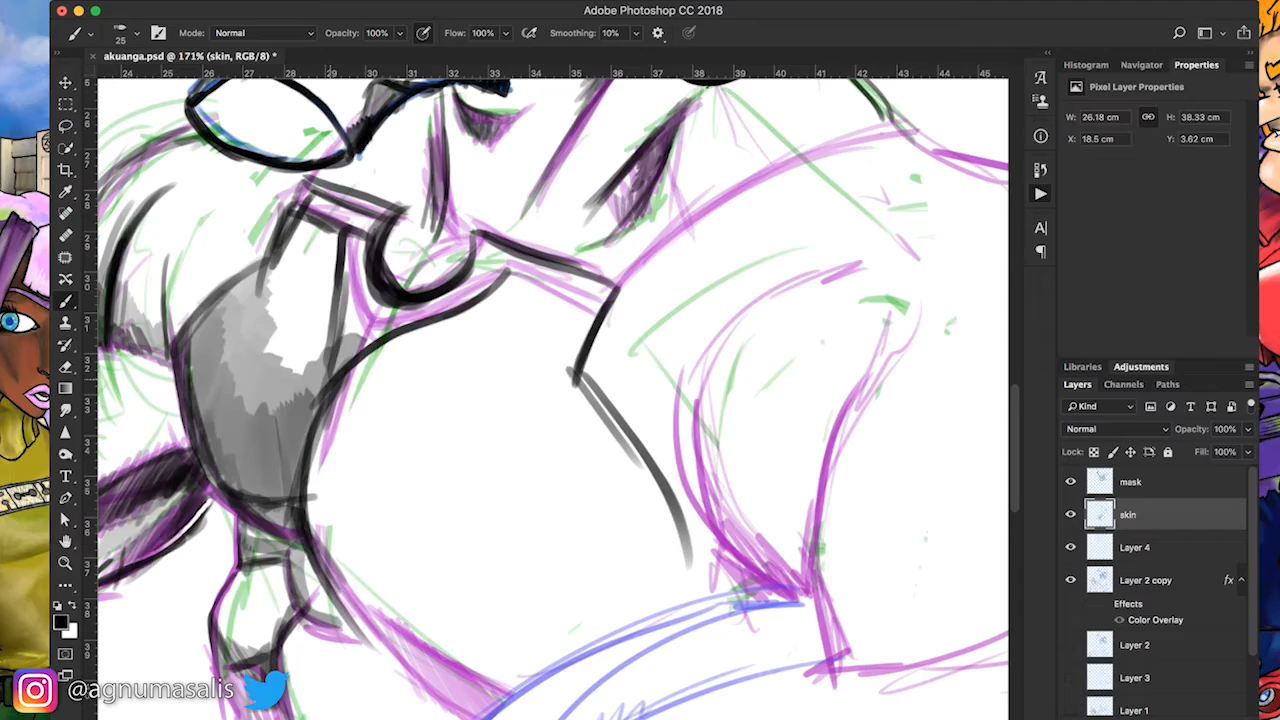 Adobe Photoshop CC 2018
25
Mode: Normal
Opacity: 100%
Flow: 100%
Smoothing: 10%
akuanga.psd @ 171% (skin, RGB/8) *
24 25 26 27 28 29 30 31 32 33 34 35 36 37 38 39 40 41 42 43 44 45
Histogram Navigator Properties
Pixel Layer Properties
W: 26.18 cm H: 38.33 cm
X: 18.5 cm Y: 3.62 cm
Libraries Adjustments
Layers Channels Paths
Kind
Normal Opacity: 100%
Lock: Fill: 100%
mask
skin
Layer 4
Layer 2 copy fx
Effects
Color Overlay
Layer 2
Layer 3
Layer 1
@agnumasalis